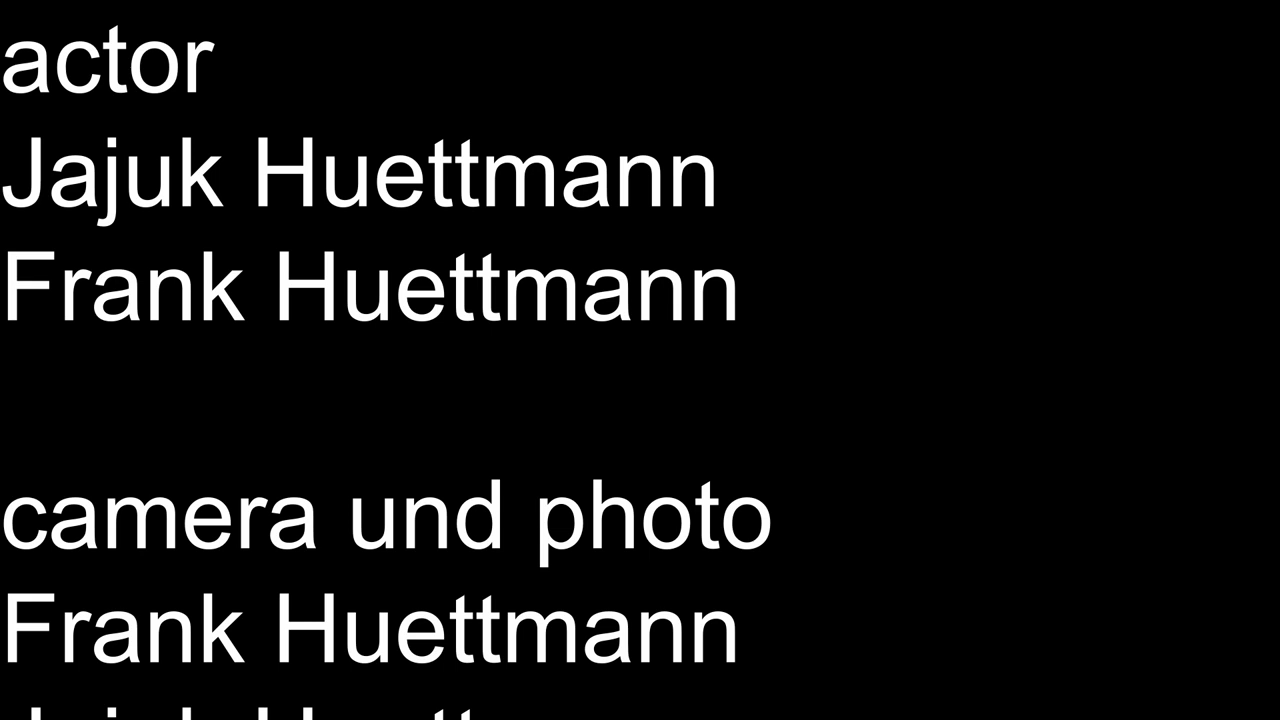 actor
Jajuk Huettmann
Frank Huettmann
camera und photo
Frank Huettmann